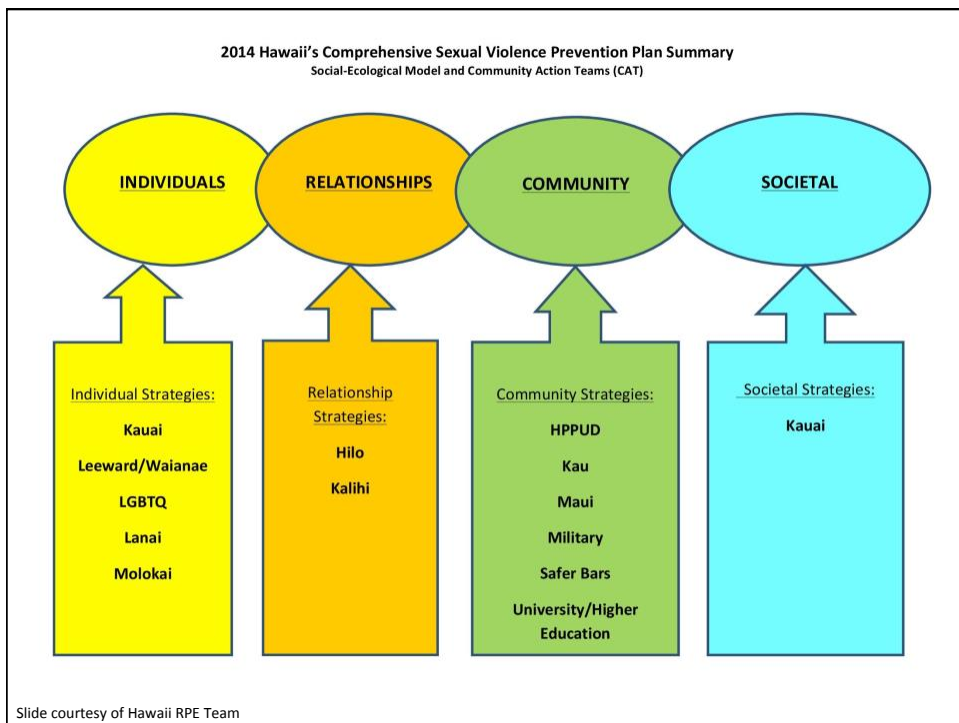 2014 Hawaii's Comprehensive Sexual Violence Prevention Plan Summary
Social-Ecological Model and Community Action Teams (CAT)
INDIVIDUALS
RELATIONSHIPS
COMMUNITY
SOCIETAL
Individual Strategies:
Kauai
Leeward/Waianae
LGBTQ
Lanai
Molokai
Relationship
Strategies:
Hilo
Kalihi
Community Strategies:
HPPUD
Kau
Maui
Military
Safer Bars
University/Higher
Education
Societal Strategies:
Kauai
Slide courtesy of Hawaii RPE Team